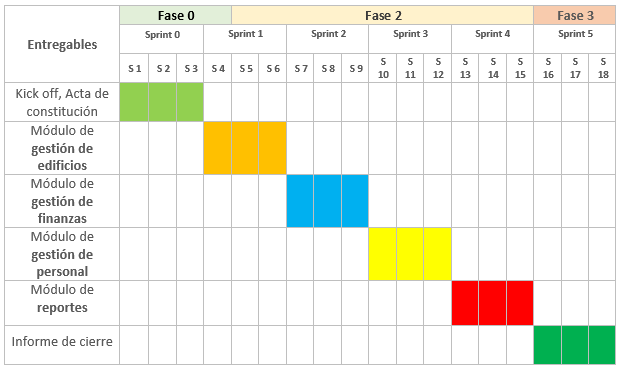 Entregables
Fase 0 Fase 2 Fase 3
Sprint 0 Sprint 1 Sprint 2 Sprint 3 Sprint 4 Sprint 5
S 1 S 2 S 3 S 4 S 5 S 6 S 7 S 8 S 9 S 10 S 11 S 12 S 13 S 14 S 15 S 16 S 17 S 18
Kick off, Acta de
constitución
Módulo de
gestión de
edificios
Módulo de
gestión de
finanzas
Módulo de
gestión de
personal
Módulo de
reportes
Informe de cierre